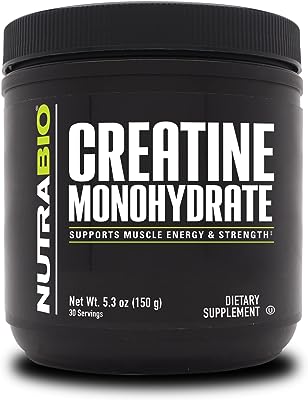 NUTRABIO
CREATINE
MONOHYDRATE
SUPPORTS MUSCLE ENERGY & STRENGTH‡
Net Wt. 5.3 oz (150 g)
30 Servings
DIETARY
SUPPLEMENT Ⓤ